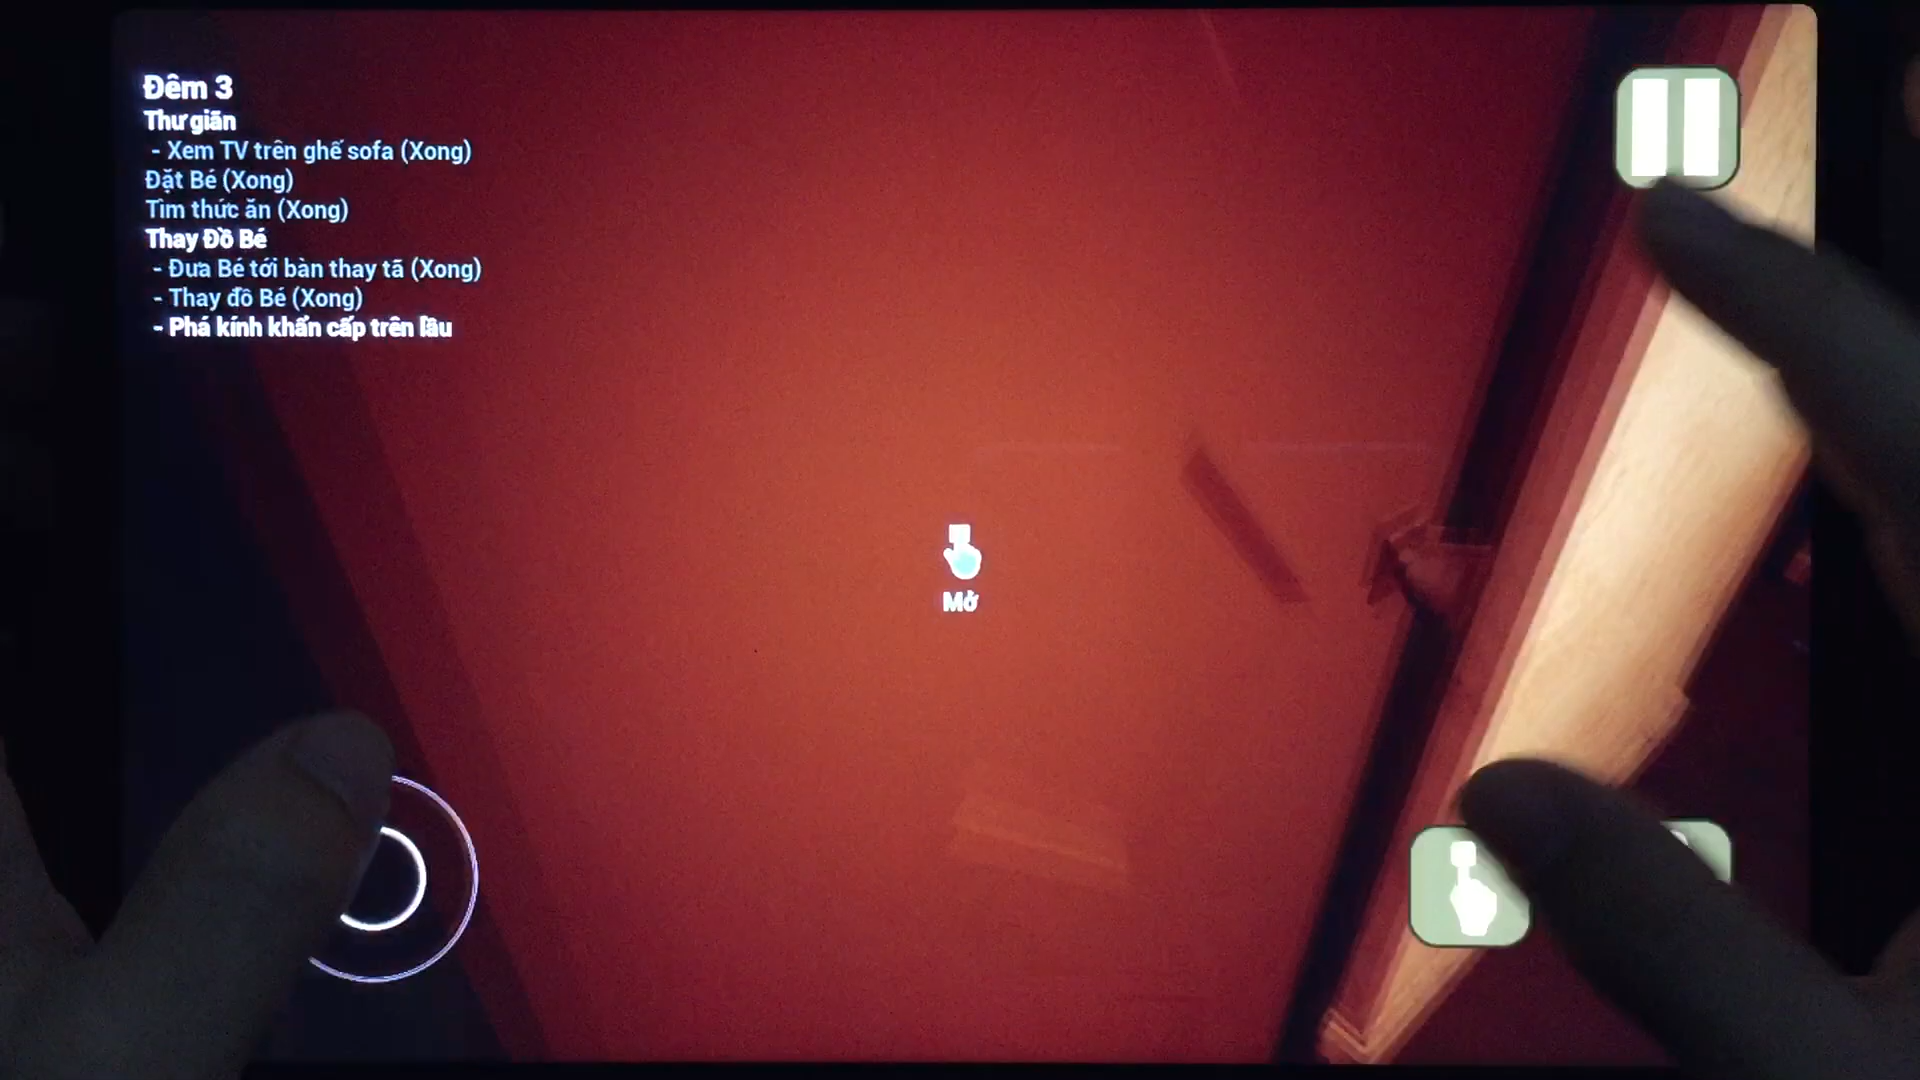 Đêm 3
Thư giãn
- Xem TV trên ghế sofa (Xong)
Đặt Bé (Xong)
Tìm thức ăn (Xong)
Thay Đồ Bé
- Đưa Bé tới bàn thay tã (Xong)
- Thay đồ Bé (Xong)
- Phá kính khẩn cấp trên lầu
Mở